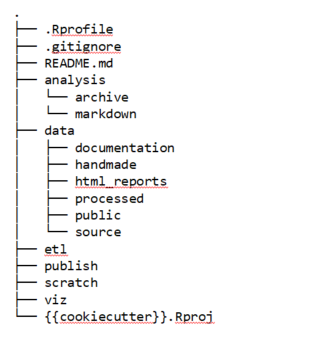 .
├── .Rprofile
├── .gitignore
├── README.md
├── analysis
│   ├── archive
│   └── markdown
├── data
│   ├── documentation
│   ├── handmade
│   ├── html_reports
│   ├── processed
│   ├── public
│   └── source
├── etl
├── publish
├── scratch
├── viz
└── {{cookiecutter}}.Rproj